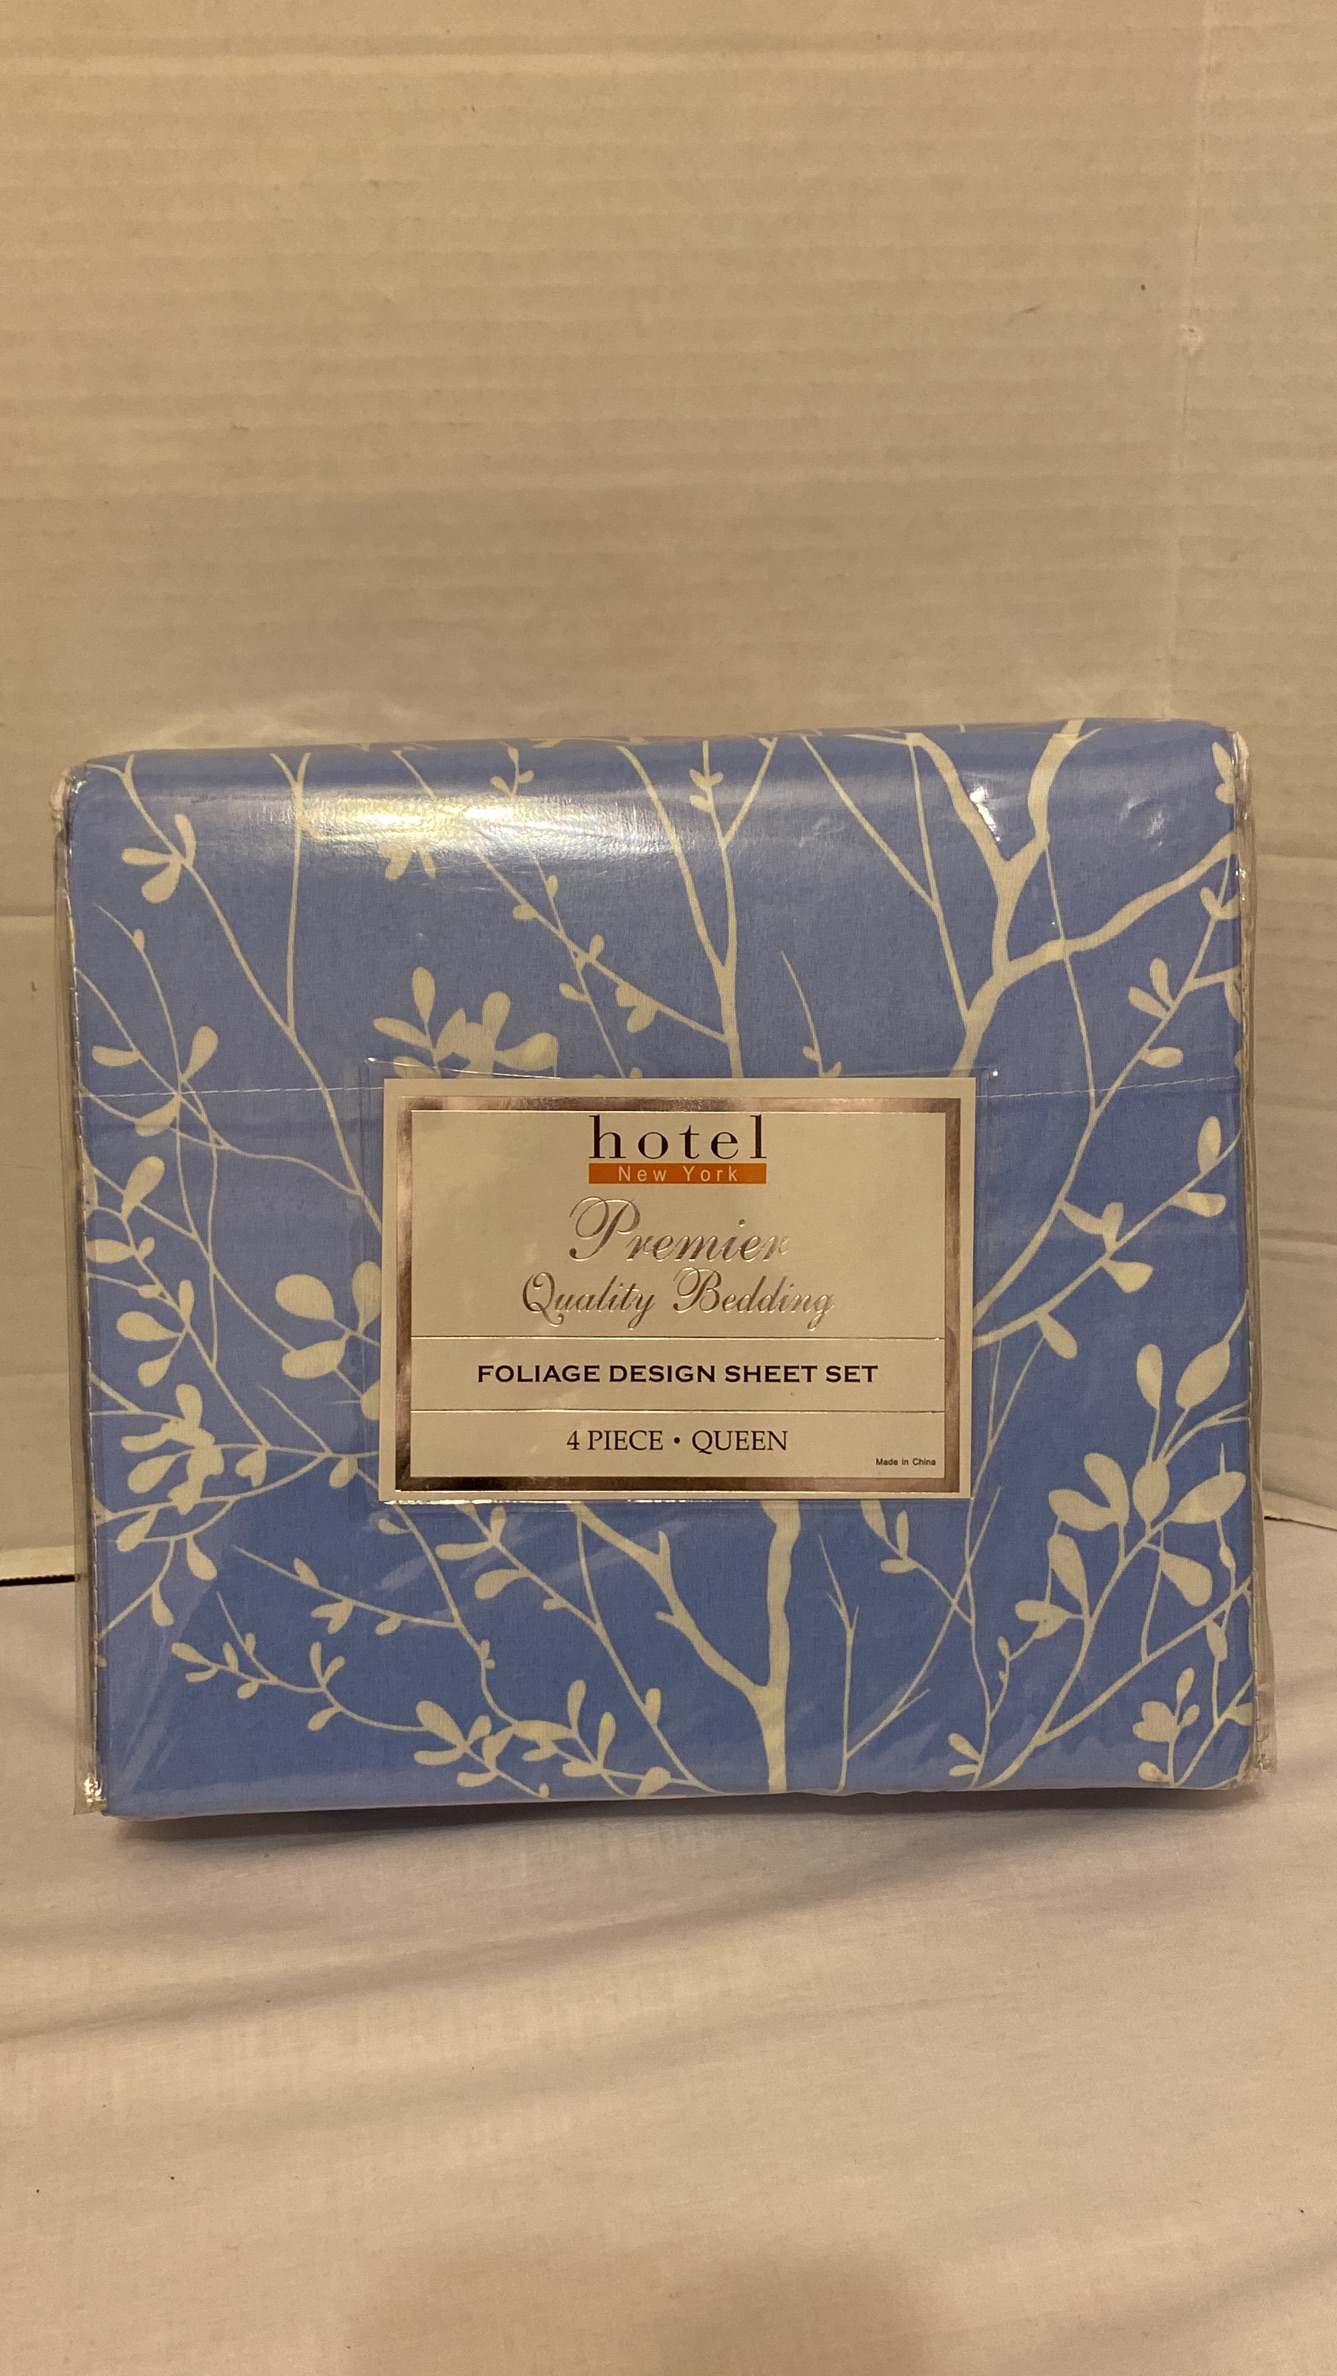 hotel
New York
Premier
Quality Bedding
FOLIAGE DESIGN SHEET SET
4 PIECE • QUEEN
Made in China